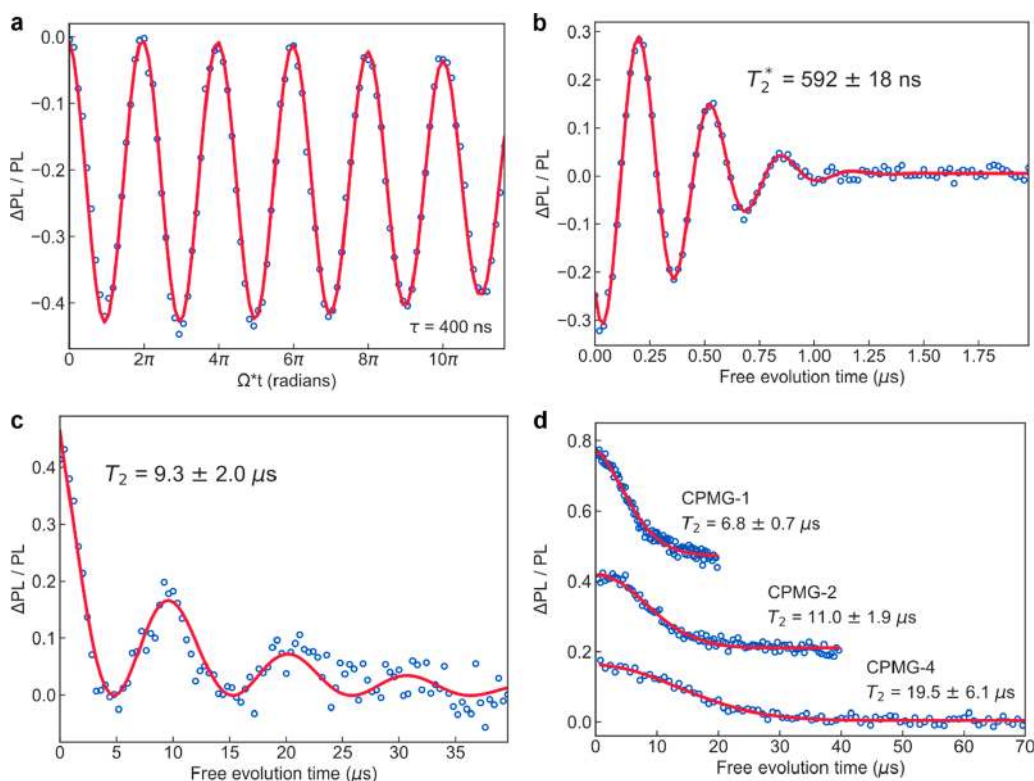 a
0.0
−0.1
−0.2
−0.3
−0.4
ΔPL / PL
τ = 400 ns
0
2π
4π
6π
8π
10π
Ω*t (radians)
b
0.3
0.2
0.1
0.0
−0.1
−0.2
−0.3
ΔPL / PL
T₂* = 592 ± 18 ns
0.00 0.25 0.50 0.75 1.00 1.25 1.50 1.75
Free evolution time (μs)
c
0.4
0.3
0.2
0.1
0.0
ΔPL / PL
T₂ = 9.3 ± 2.0 μs
0 5 10 15 20 25 30 35
Free evolution time (μs)
d
0.8
0.6
0.4
0.2
0.0
ΔPL / PL
CPMG-1
T₂ = 6.8 ± 0.7 μs
CPMG-2
T₂ = 11.0 ± 1.9 μs
CPMG-4
T₂ = 19.5 ± 6.1 μs
0 10 20 30 40 50 60 70
Free evolution time (μs)